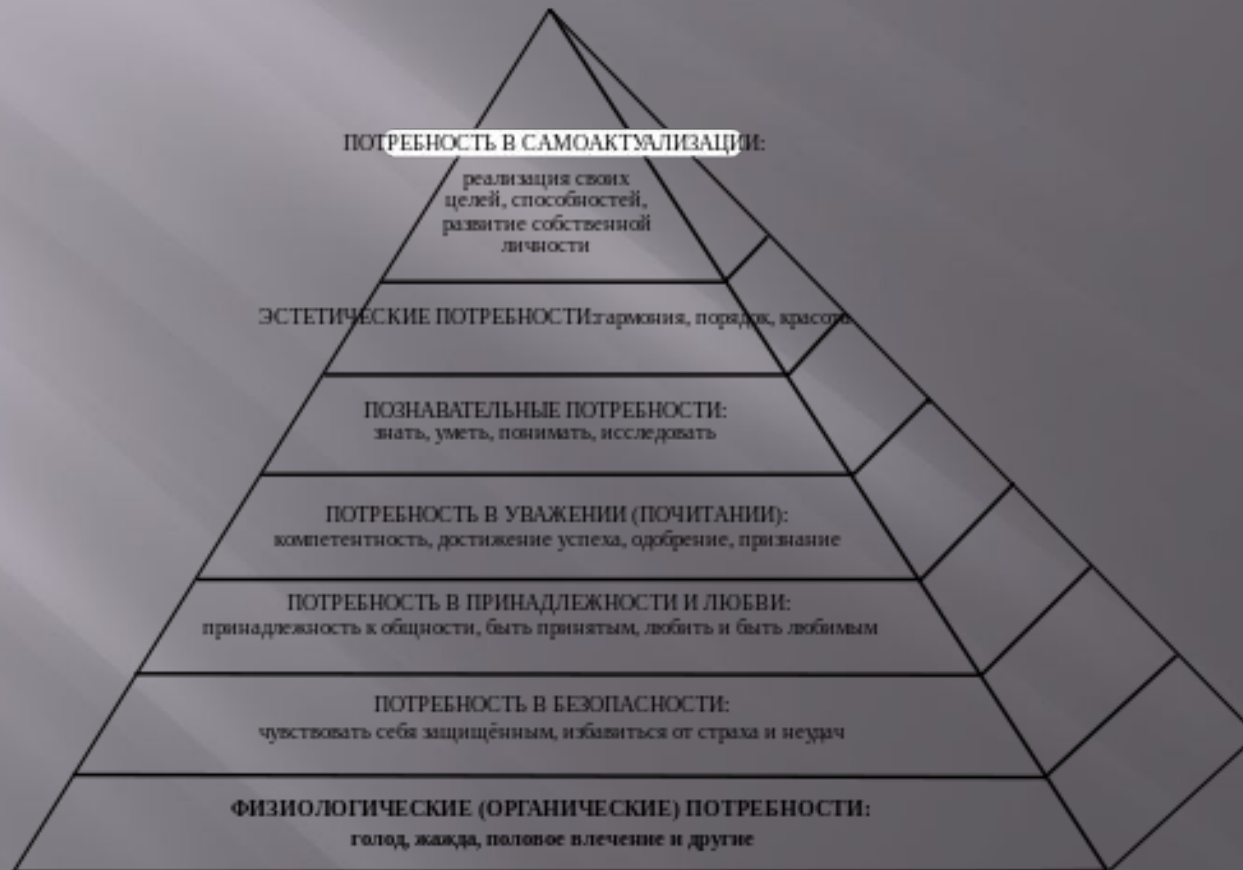 ПОТРЕБНОСТЬ В САМОАКТУАЛИЗАЦИИ:
реализация своих
целей, способностей,
развитие собственной
личности
ЭСТЕТИЧЕСКИЕ ПОТРЕБНОСТИ:гармония, порядок, красота
ПОЗНАВАТЕЛЬНЫЕ ПОТРЕБНОСТИ:
знать, уметь, понимать, исследовать
ПОТРЕБНОСТЬ В УВАЖЕНИИ (ПОЧИТАНИИ):
компетентность, достижение успеха, одобрение, признание
ПОТРЕБНОСТЬ В ПРИНАДЛЕЖНОСТИ И ЛЮБВИ:
принадлежность к общности, быть принятым, любить и быть любимым
ПОТРЕБНОСТЬ В БЕЗОПАСНОСТИ:
чувствовать себя защищённым, избавиться от страха и неудач
ФИЗИОЛОГИЧЕСКИЕ (ОРГАНИЧЕСКИЕ) ПОТРЕБНОСТИ:
голод, жажда, половое влечение и другие